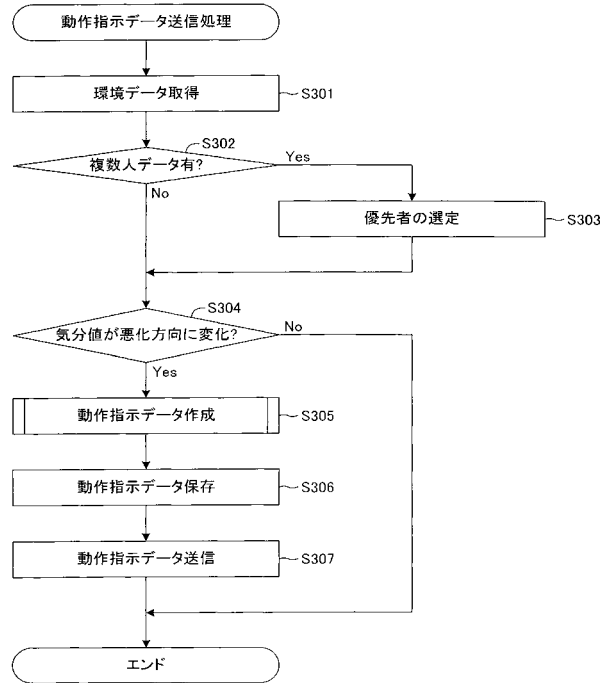 動作指示データ送信処理
環境データ取得
S301
S302
複数人データ有?
Yes
No
優先者の選定
S303
S304
気分値が悪化方向に変化?
No
Yes
動作指示データ作成
S305
動作指示データ保存
S306
動作指示データ送信
S307
エンド